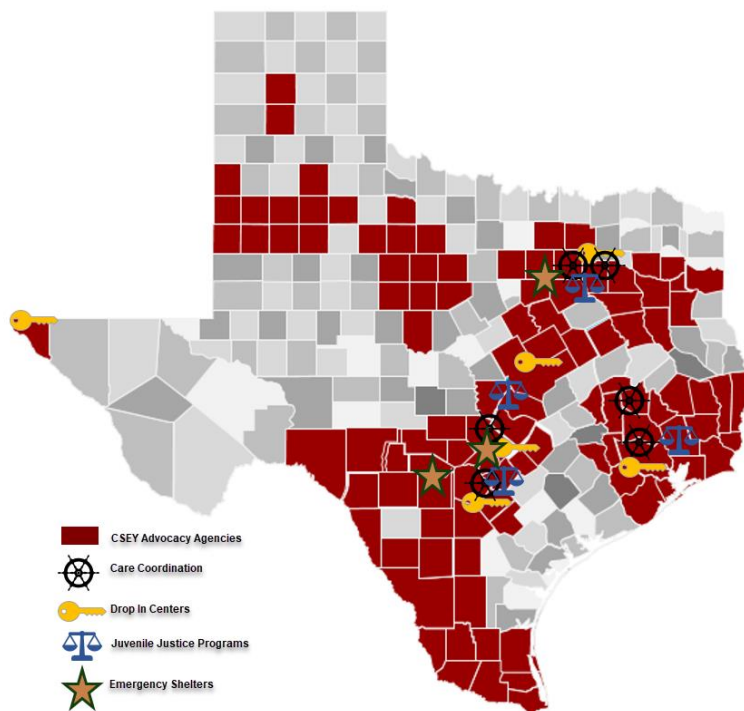 CSEY Advocacy Agencies
Care Coordination
Drop In Centers
Juvenile Justice Programs
Emergency Shelters